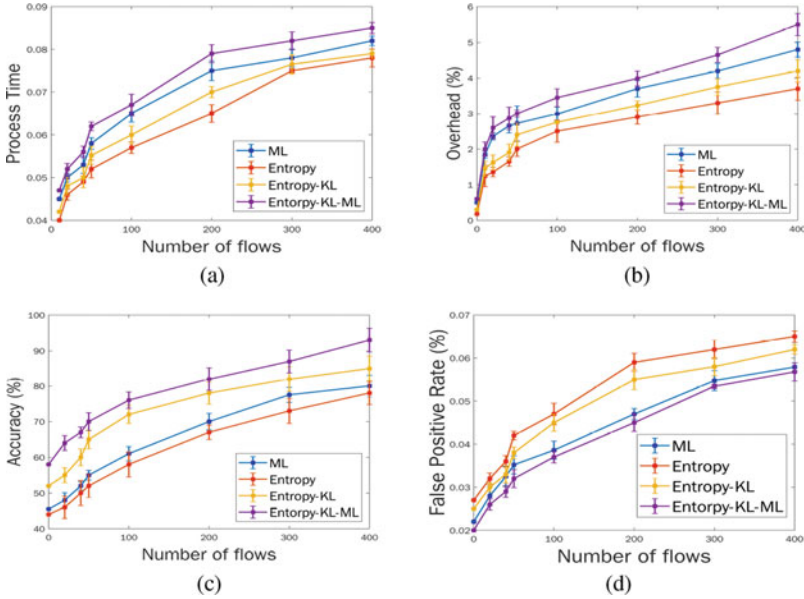 0.09
0.08
0.07
0.06
0.05
0.04
Process Time
100
200
300
400
Number of flows
ML
Entropy
Entropy-KL
Entorpy-KL-ML
(a)
6
5
4
3
2
1
0
Overhead (%)
0
100
200
300
400
Number of flows
ML
Entropy
Entropy-KL
Entorpy-KL-ML
(b)
100
90
80
70
60
50
40
Accuracy (%)
0
100
200
300
400
Number of flows
ML
Entropy
Entropy-KL
Entorpy-KL-ML
(c)
0.07
0.06
0.05
0.04
0.03
0.02
False Positive Rate (%)
0
100
200
300
400
Number of flows
ML
Entropy
Entropy-KL
Entorpy-KL-ML
(d)